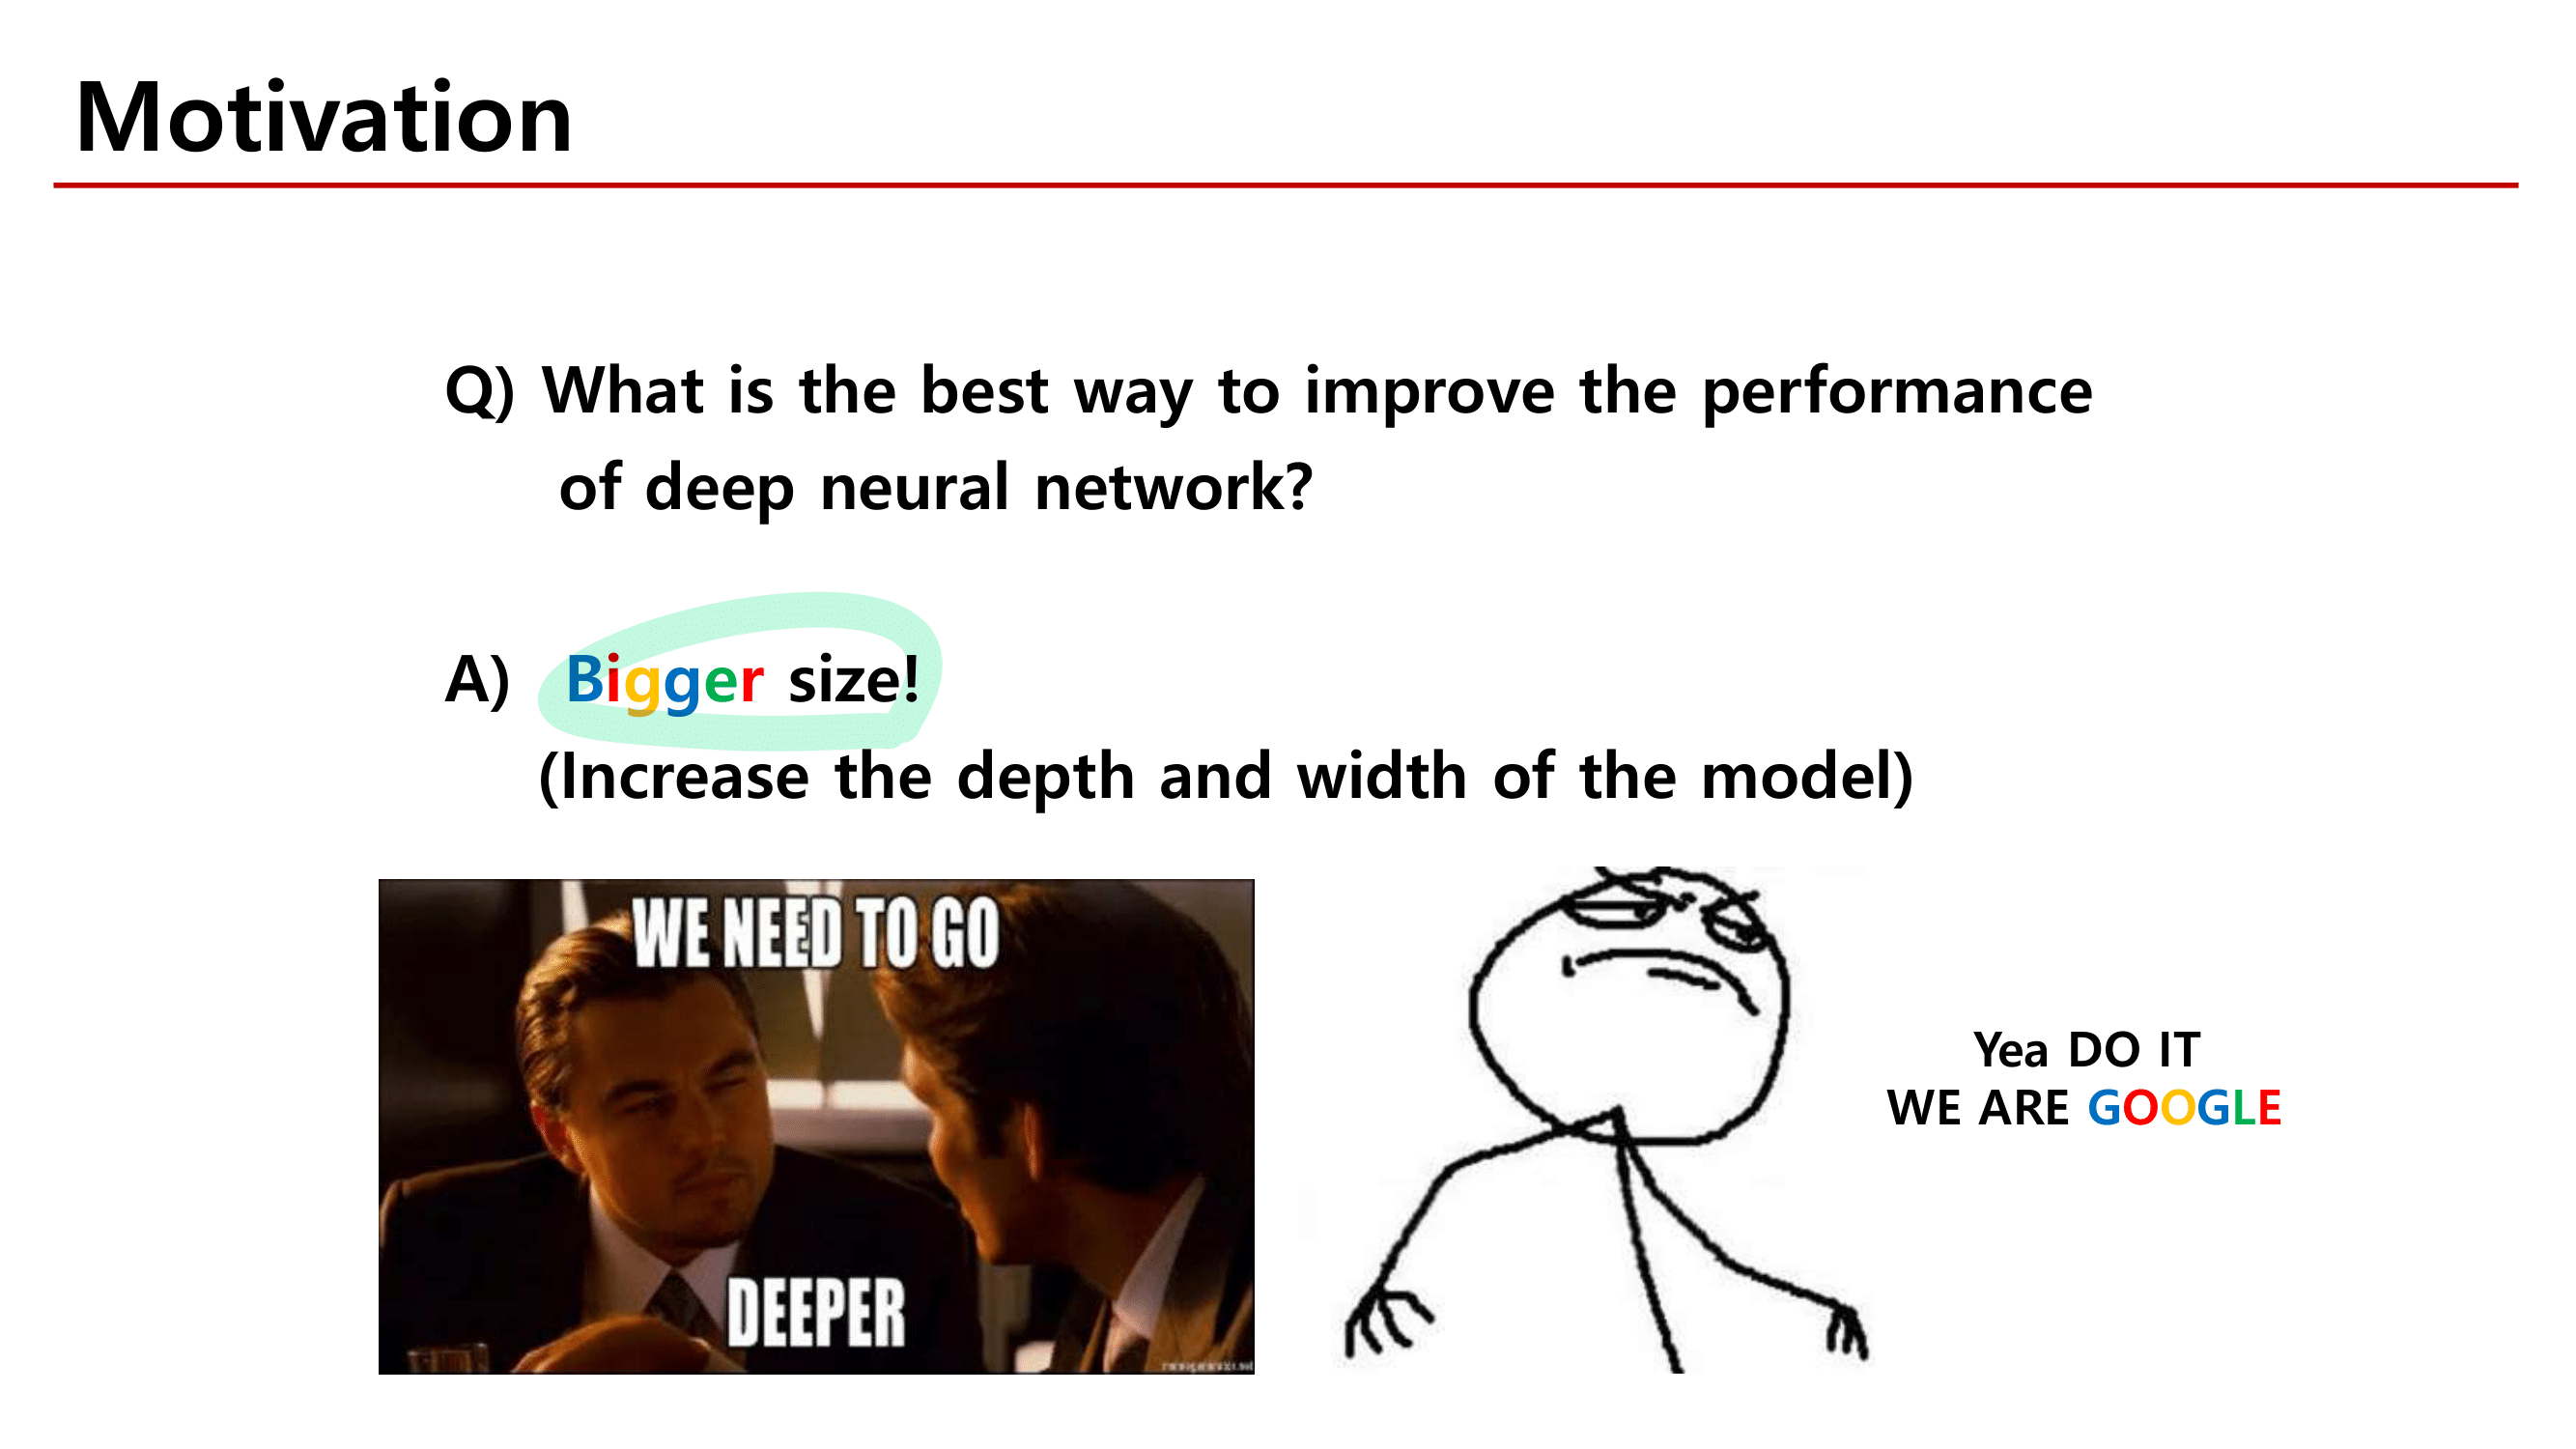 Motivation
Q) What is the best way to improve the performance
of deep neural network?
A) Bigger size!
(Increase the depth and width of the model)
WE NEED TO GO
DEEPER
Yea DO IT
WE ARE GOOGLE